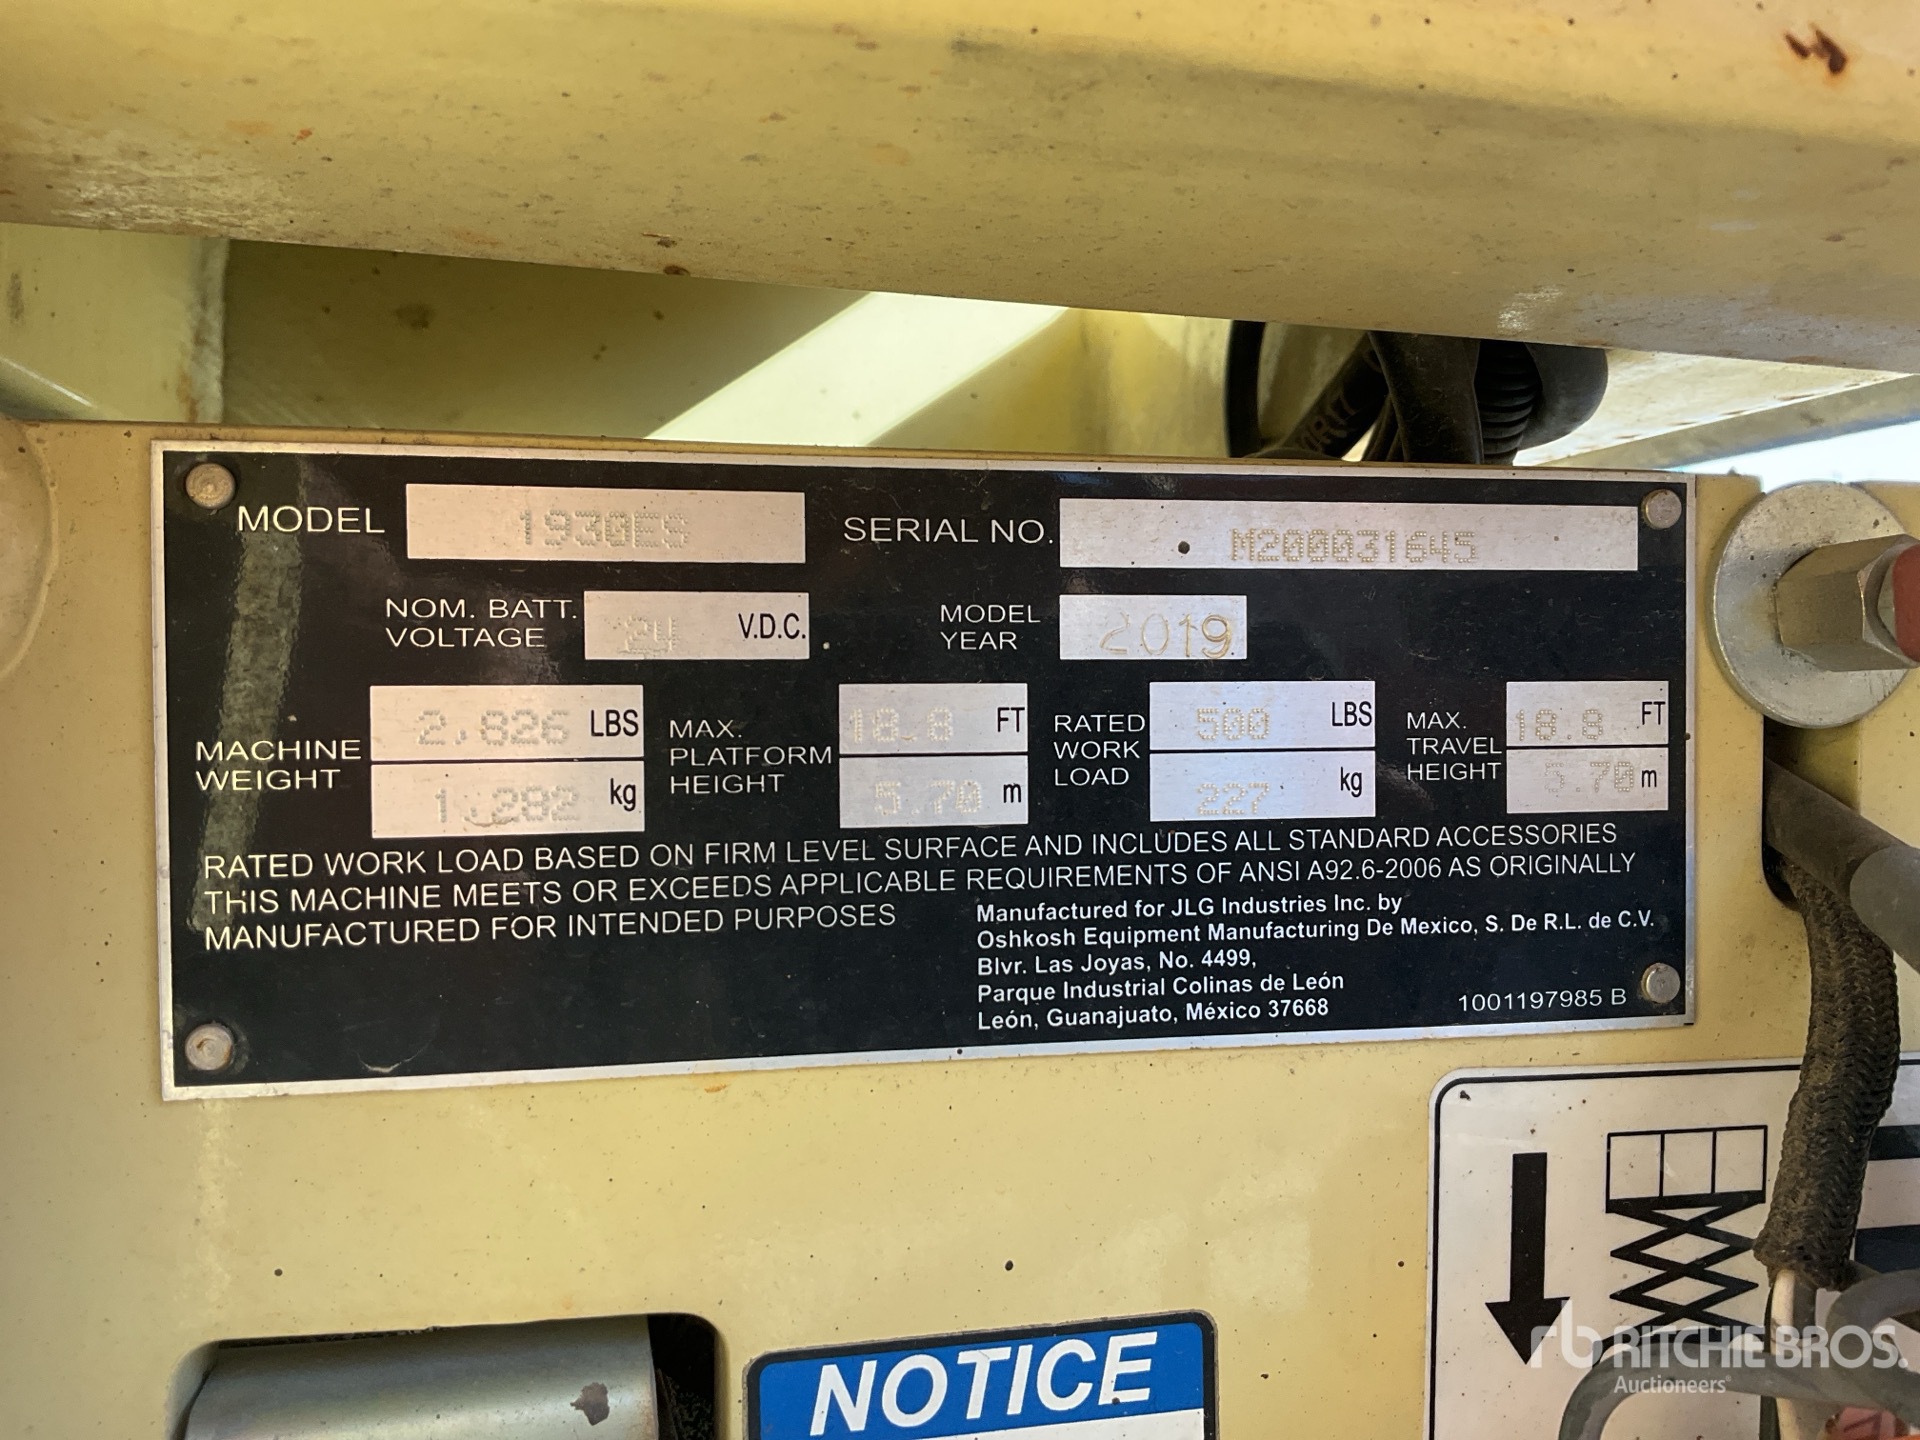 MODEL 1930ES SERIAL NO. M200031645
NOM. BATT. VOLTAGE 24 V.D.C. MODEL YEAR 2019
MACHINE WEIGHT 2,826 LBS 1,282 kg
MAX. PLATFORM HEIGHT 18.8 FT 5.70 m
RATED WORK LOAD 500 LBS 227 kg
MAX. TRAVEL HEIGHT 18.8 FT 5.70 m
RATED WORK LOAD BASED ON FIRM LEVEL SURFACE AND INCLUDES ALL STANDARD ACCESSORIES
THIS MACHINE MEETS OR EXCEEDS APPLICABLE REQUIREMENTS OF ANSI A92.6-2006 AS ORIGINALLY
MANUFACTURED FOR INTENDED PURPOSES
Manufactured for JLG Industries Inc. by
Oshkosh Equipment Manufacturing De Mexico, S. De R.L. de C.V.
Blvr. Las Joyas, No. 4499,
Parque Industrial Colinas de León
León, Guanajuato, México 37668
1001197985 B
NOTICE
rb RITCHIE BROS.
Auctioneers